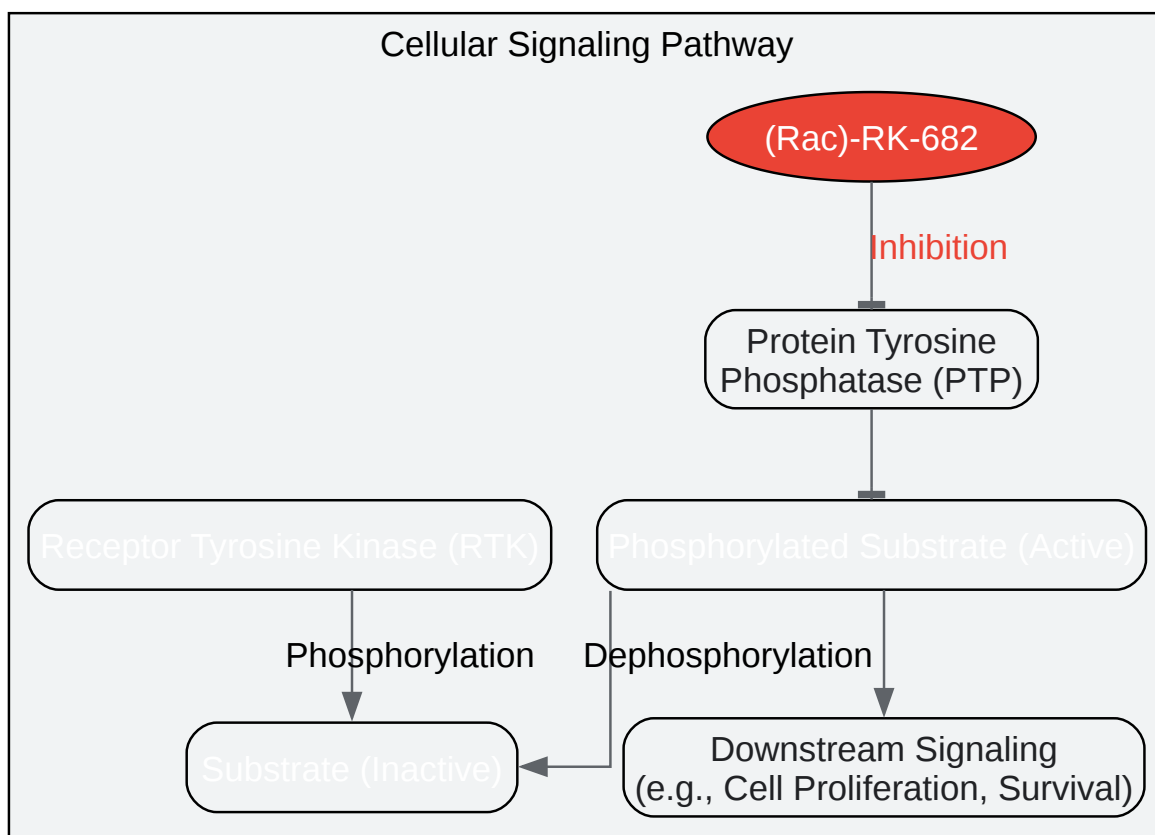 Cellular Signaling Pathway
(Rac)-RK-682
Inhibition
Protein Tyrosine
Phosphatase (PTP)
Receptor Tyrosine Kinase (RTK)
Phosphorylated Substrate (Active)
Phosphorylation
Dephosphorylation
Substrate (Inactive)
Downstream Signaling
(e.g., Cell Proliferation, Survival)